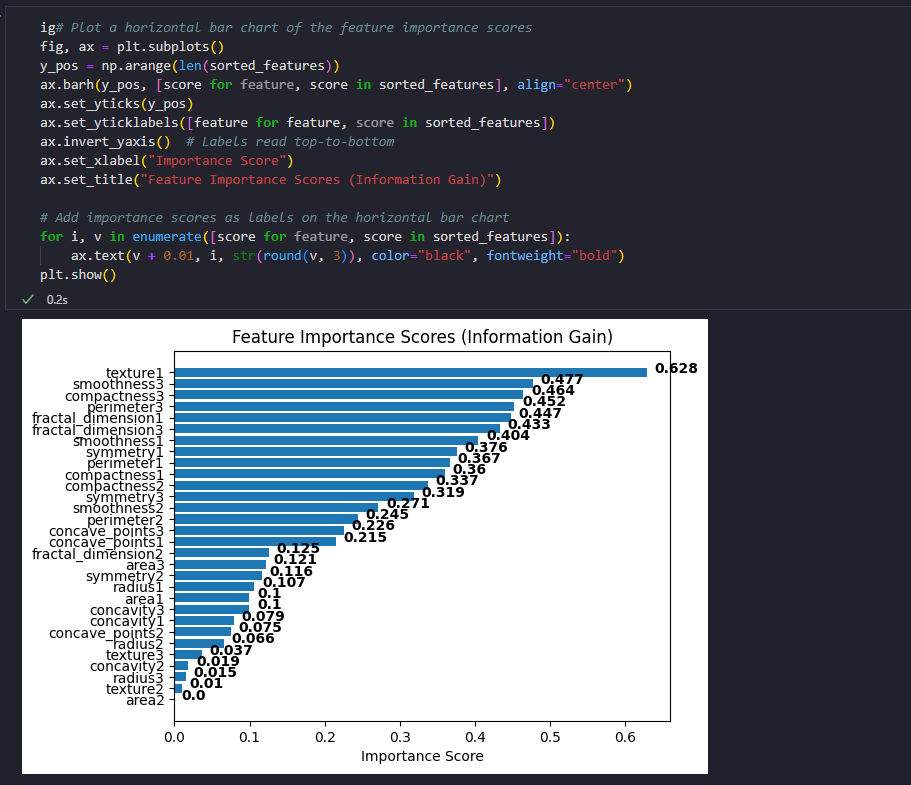 ig# Plot a horizontal bar chart of the feature importance scores
fig, ax = plt.subplots()
y_pos = np.arange(len(sorted_features))
ax.barh(y_pos, [score for feature, score in sorted_features], align="center")
ax.set_yticks(y_pos)
ax.set_yticklabels([feature for feature, score in sorted_features])
ax.invert_yaxis()  # Labels read top-to-bottom
ax.set_xlabel("Importance Score")
ax.set_title("Feature Importance Scores (Information Gain)")
# Add importance scores as labels on the horizontal bar chart
for i, v in enumerate([score for feature, score in sorted_features]):
    ax.text(v + 0.01, i, str(round(v, 3)), color="black", fontweight="bold")
plt.show()
0.2s
Feature Importance Scores (Information Gain)
texture1 0.628
smoothness3 0.477
compactness3 0.464
perimeter3 0.452
fractal_dimension1 0.447
fractal_dimension3 0.433
smoothness1 0.404
symmetry1 0.376
perimeter1 0.367
compactness1 0.36
compactness2 0.337
symmetry3 0.319
smoothness2 0.271
perimeter2 0.245
concave_points3 0.226
concave_points1 0.215
fractal_dimension2 0.125
area3 0.121
symmetry2 0.116
radius1 0.107
area1 0.1
concavity3 0.1
concavity1 0.079
concave_points2 0.075
radius2 0.066
texture3 0.037
concavity2 0.019
radius3 0.015
texture2 0.01
area2 0.0
0.0 0.1 0.2 0.3 0.4 0.5 0.6
Importance Score